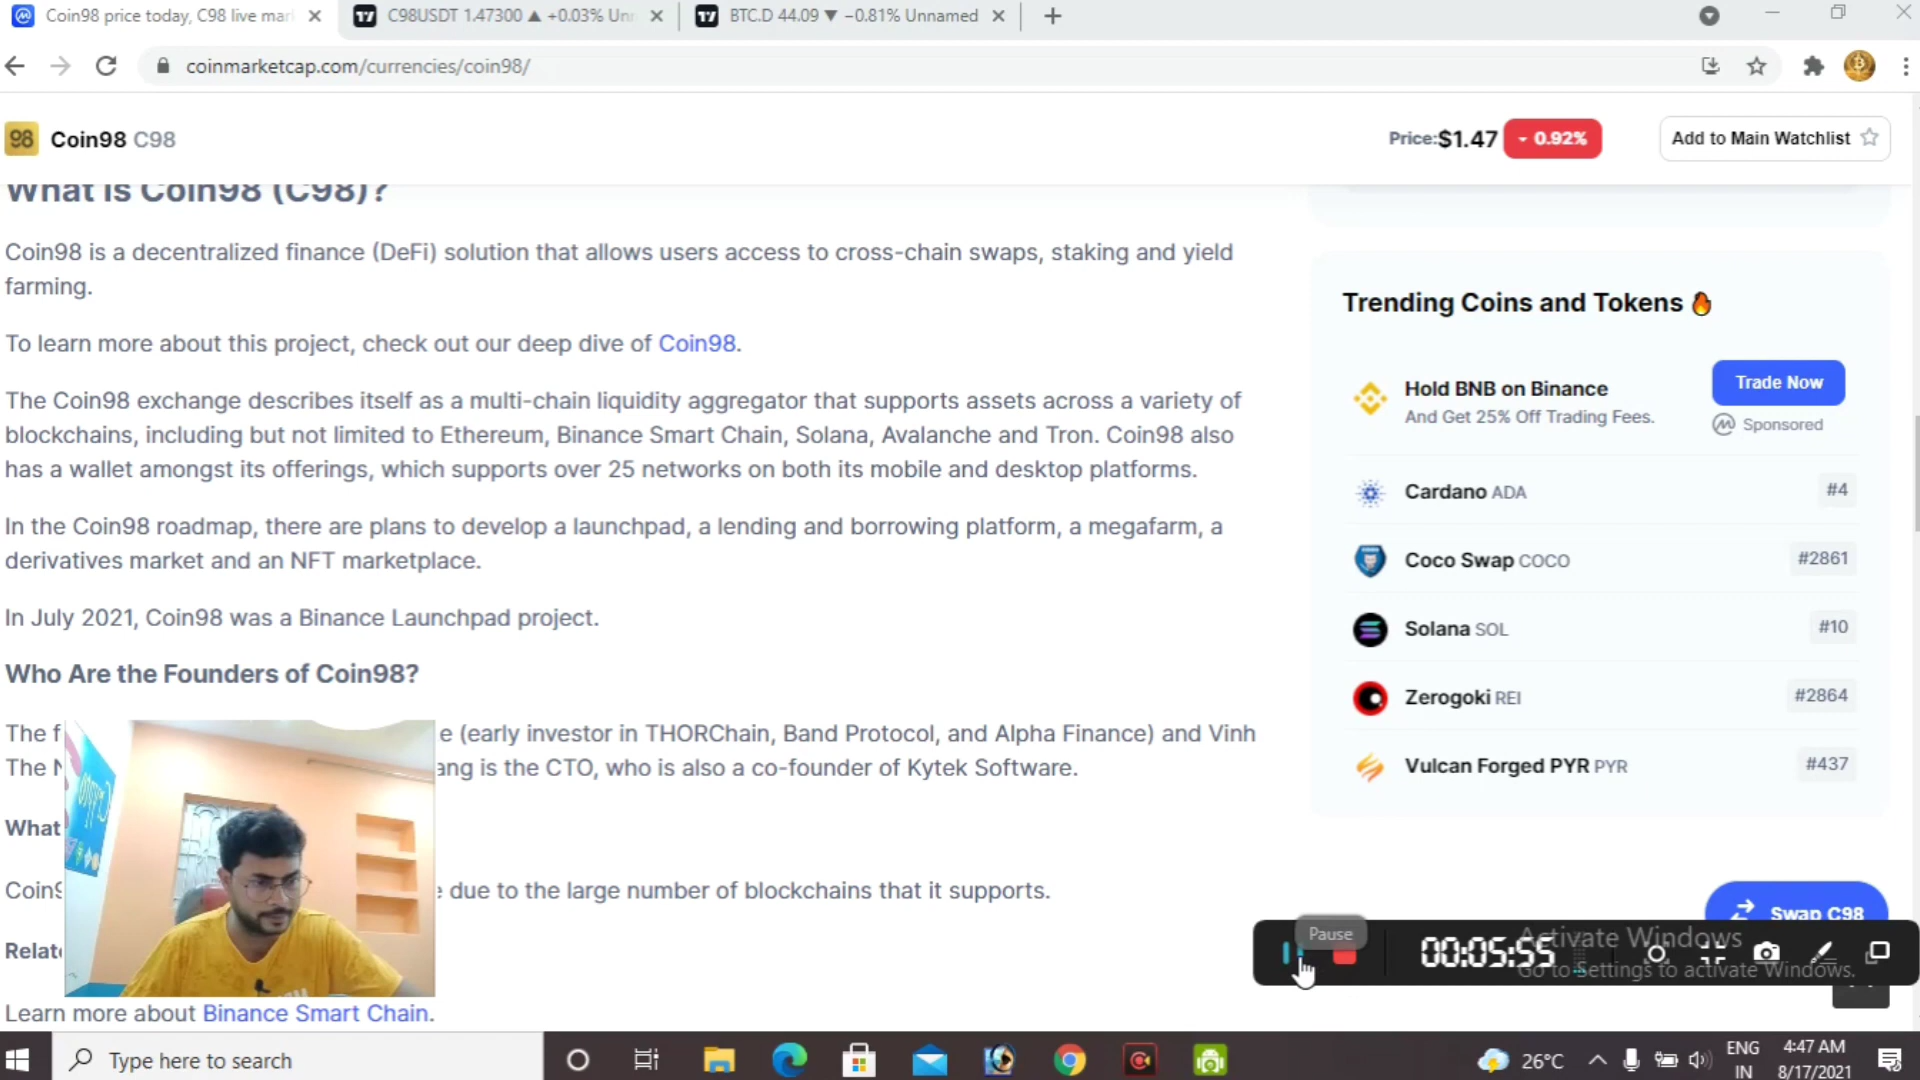 Coin98 price today, C98 live mar
C98USDT 1.47300 ▲ +0.03% Un
BTC.D 44.09 ▼ −0.81% Unnamed
coinmarketcap.com/currencies/coin98/
98 Coin98 C98
Price:$1.47 0.92%
Add to Main Watchlist
What is Coin98 (C98)?
Coin98 is a decentralized finance (DeFi) solution that allows users access to cross-chain swaps, staking and yield
farming.
To learn more about this project, check out our deep dive of Coin98.
The Coin98 exchange describes itself as a multi-chain liquidity aggregator that supports assets across a variety of
blockchains, including but not limited to Ethereum, Binance Smart Chain, Solana, Avalanche and Tron. Coin98 also
has a wallet amongst its offerings, which supports over 25 networks on both its mobile and desktop platforms.
In the Coin98 roadmap, there are plans to develop a launchpad, a lending and borrowing platform, a megafarm, a
derivatives market and an NFT marketplace.
In July 2021, Coin98 was a Binance Launchpad project.
Who Are the Founders of Coin98?
The f e (early investor in THORChain, Band Protocol, and Alpha Finance) and Vinh
The N ang is the CTO, who is also a co-founder of Kytek Software.
What
Coin9 due to the large number of blockchains that it supports.
Relate
Learn more about Binance Smart Chain.
Trending Coins and Tokens
Hold BNB on Binance
Trade Now
And Get 25% Off Trading Fees.
Sponsored
Cardano ADA #4
Coco Swap COCO #2861
Solana SOL #10
Zerogoki REI #2864
Vulcan Forged PYR PYR #437
Swap C98
Pause
00:05:55
Activate Windows
Go to Settings to activate Windows.
Type here to search
26°C
ENG
IN
4:47 AM
8/17/2021